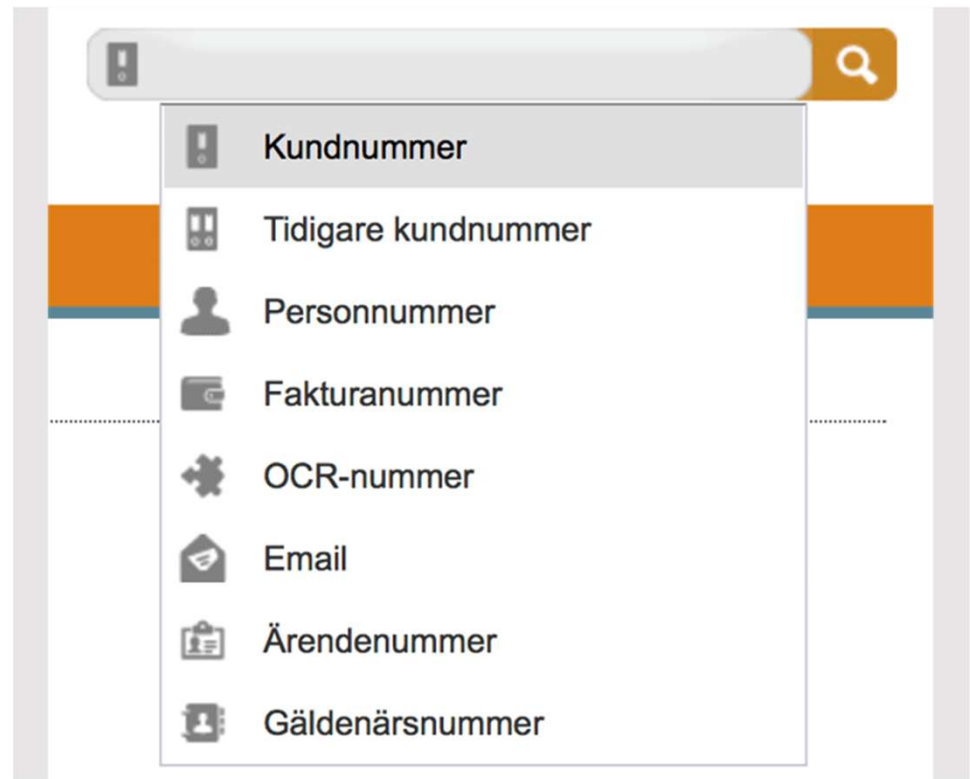 Kundnummer
Tidigare kundnummer
Personnummer
Fakturanummer
OCR-nummer
Email
Ärendenummer
Gäldenärsnummer